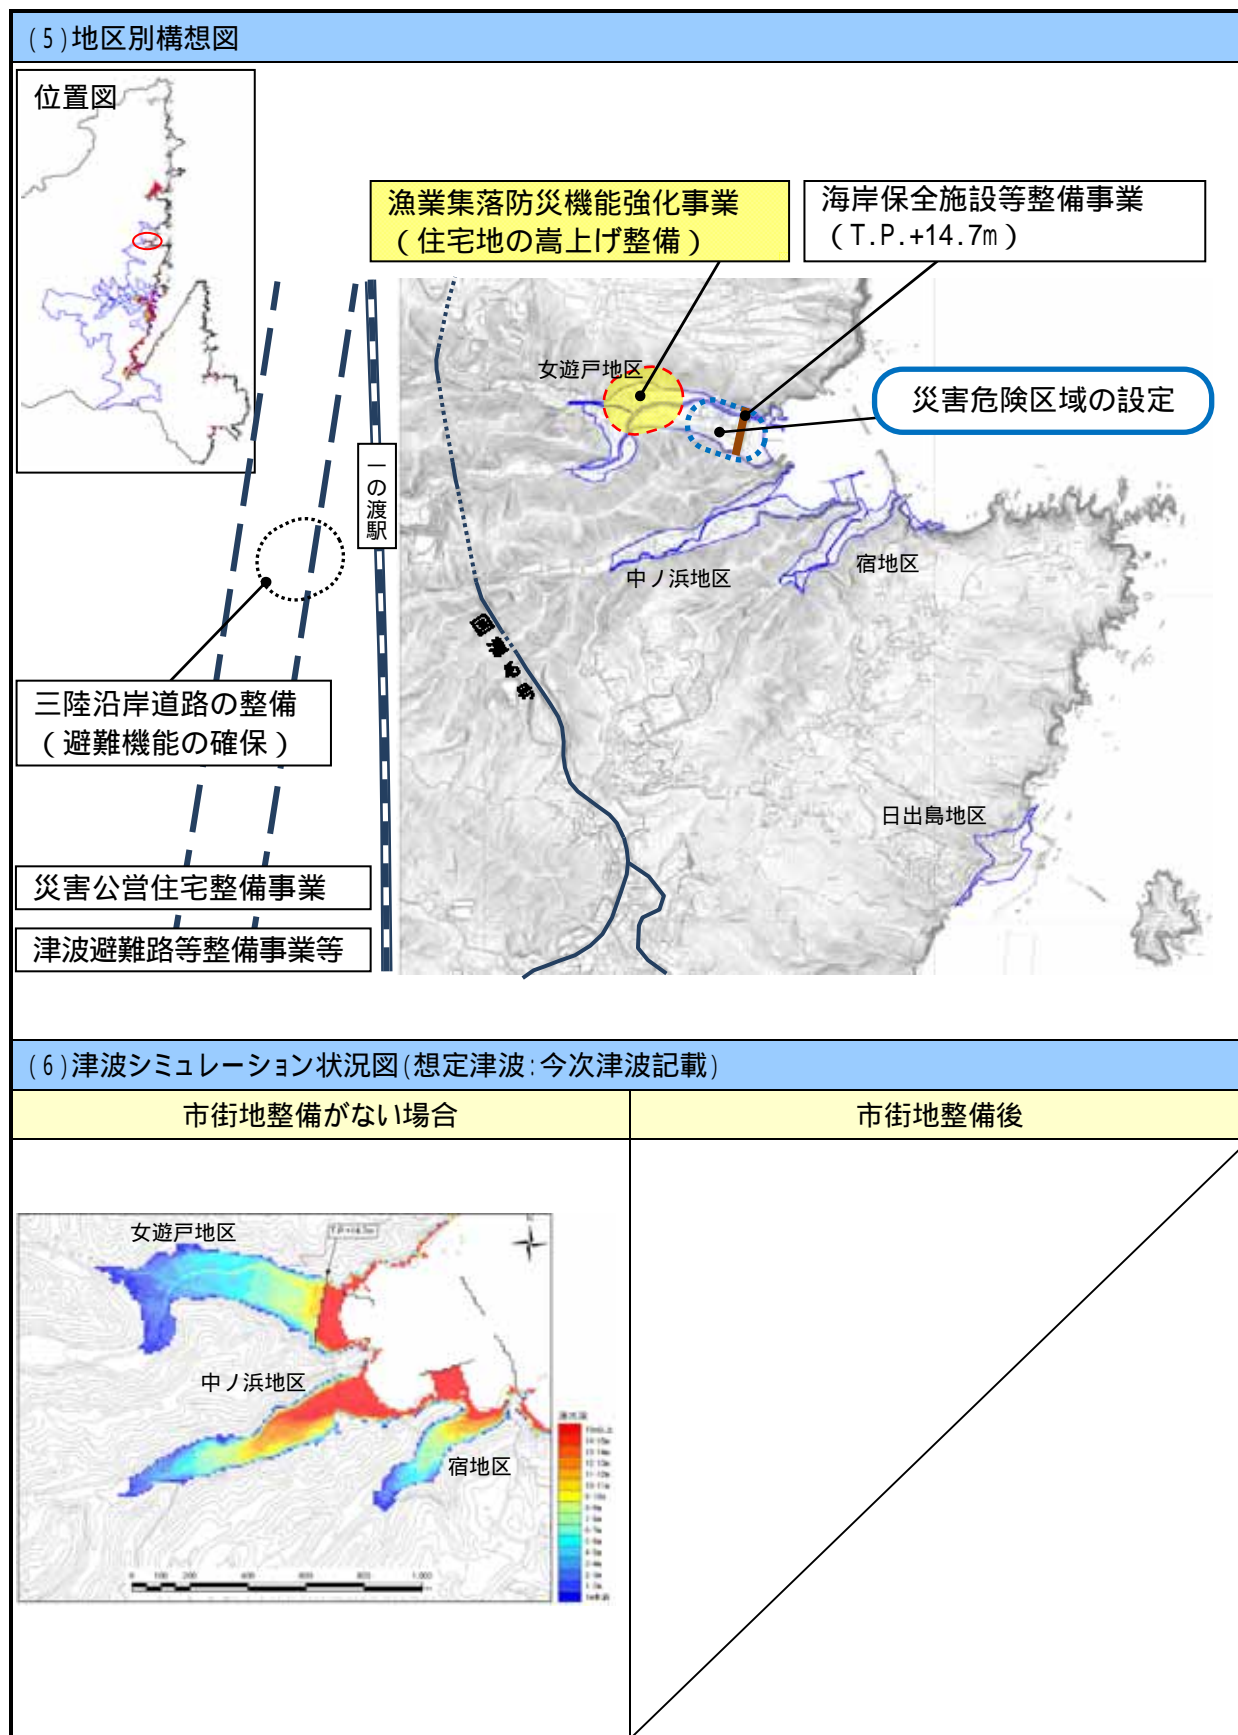 (5)地区別構想図
位置図
漁業集落防災機能強化事業
(住宅地の嵩上げ整備)
海岸保全施設等整備事業
(T.P.+14.7m)
女遊戸地区
災害危険区域の設定
一の渡駅
中ノ浜地区
宿地区
三陸沿岸道路の整備
(避難機能の確保)
日出島地区
災害公営住宅整備事業
津波避難路等整備事業等
(6)津波シミュレーション状況図(想定津波:今次津波記載)
市街地整備がない場合
市街地整備後
女遊戸地区
中ノ浜地区
宿地区
0 200 400 600 800 1,000